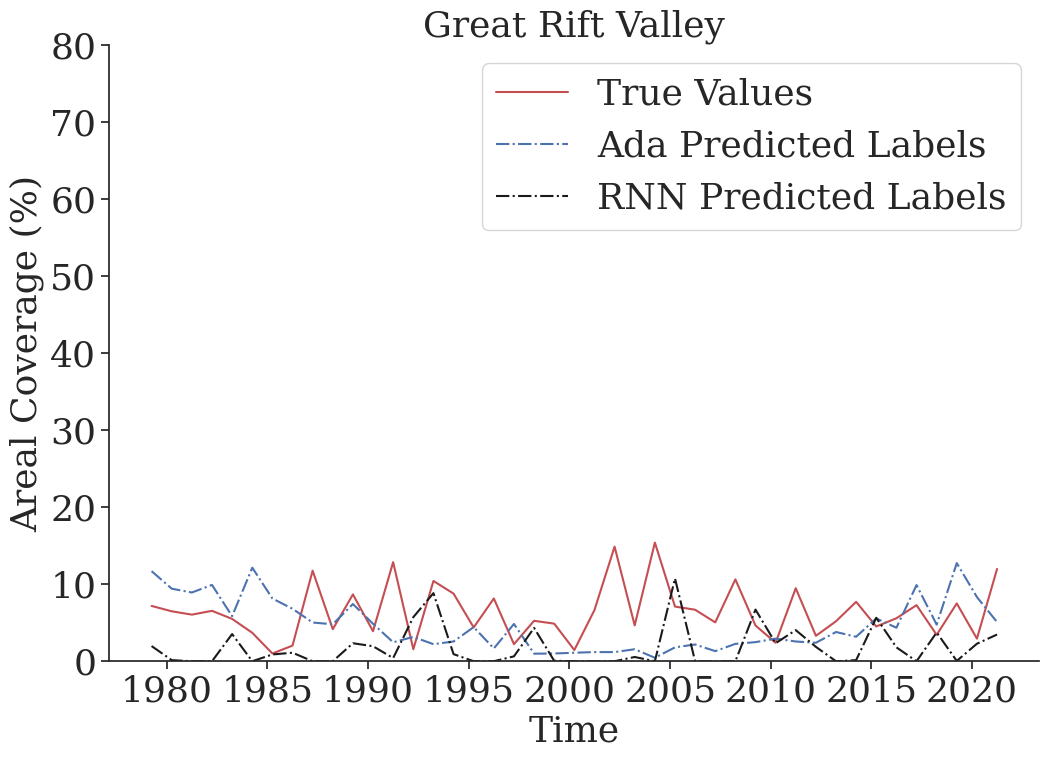 Great Rift Valley
80
70
60
50
40
30
20
10
0
Areal Coverage (%)
True Values
Ada Predicted Labels
RNN Predicted Labels
1980 1985 1990 1995 2000 2005 2010 2015 2020
Time